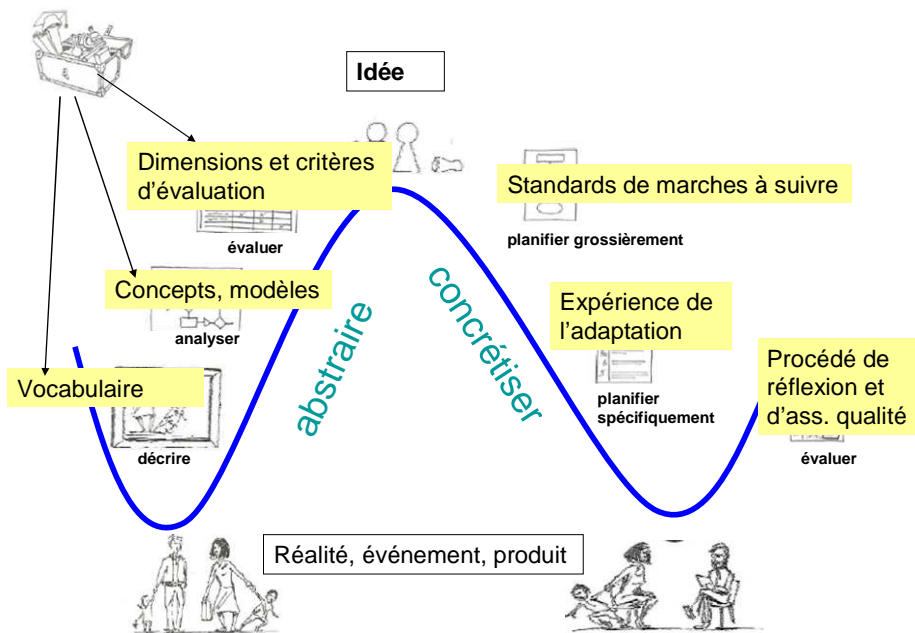 Idée
Dimensions et critères
d'évaluation
évaluer
Standards de marches à suivre
planifier grossièrement
Concepts, modèles
analyser
abstraire
concrétiser
Expérience de
l'adaptation
planifier
spécifiquement
Vocabulaire
décrire
Procédé de
réflexion et
d'ass. qualité
évaluer
Réalité, événement, produit